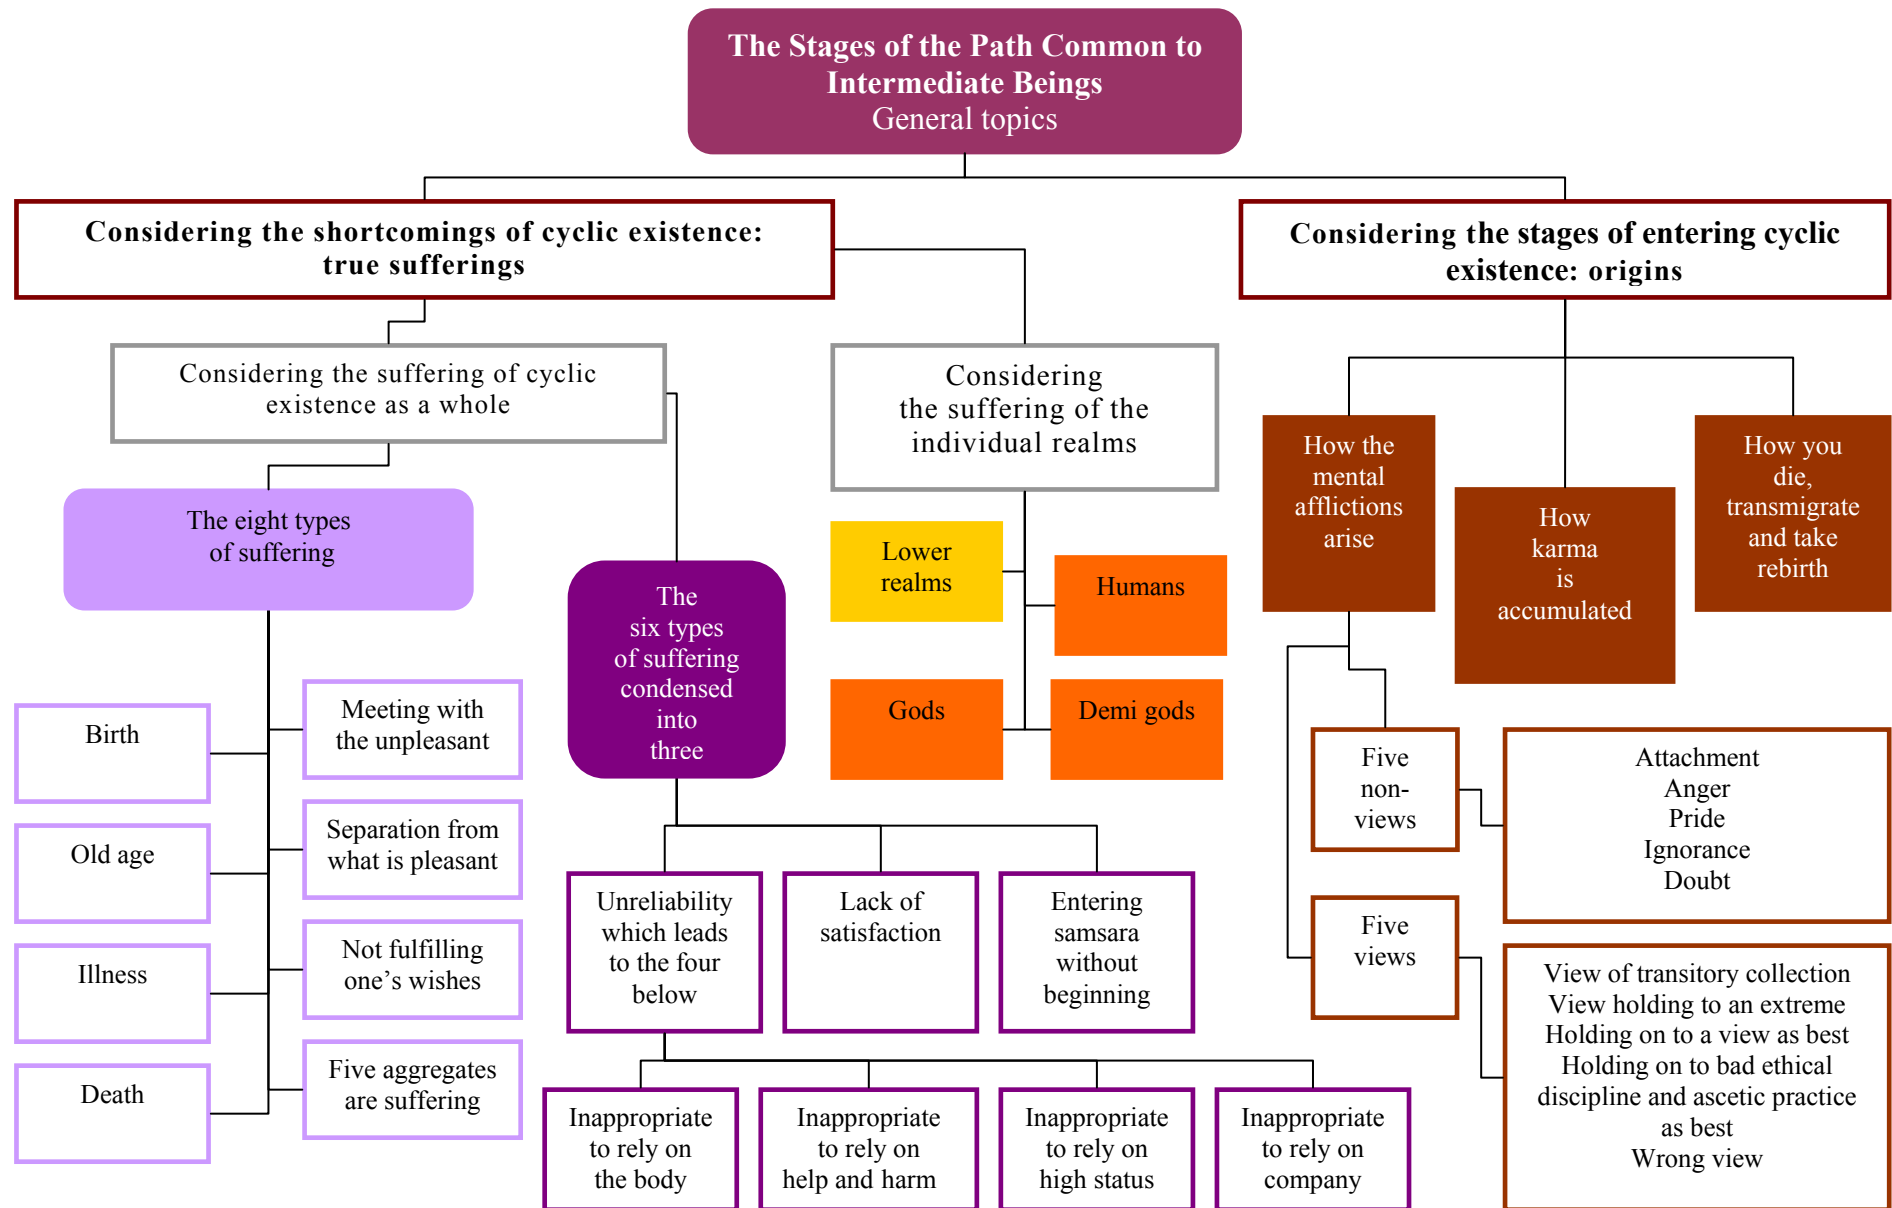 The Stages of the Path Common to
Intermediate Beings
General topics
Considering the shortcomings of cyclic existence:
true sufferings
Considering the stages of entering cyclic
existence: origins
Considering the suffering of cyclic
existence as a whole
Considering
the suffering of the
individual realms
How the
mental
afflictions
arise
How
karma
is
accumulated
How you
die,
transmigrate
and take
rebirth
The eight types
of suffering
The
six types
of suffering
condensed
into
three
Lower
realms
Humans
Gods
Demi gods
Birth
Old age
Illness
Death
Meeting with
the unpleasant
Separation from
what is pleasant
Not fulfilling
one’s wishes
Five aggregates
are suffering
Unreliability
which leads
to the four
below
Lack of
satisfaction
Entering
samsara
without
beginning
Inappropriate
to rely on
the body
Inappropriate
to rely on
help and harm
Inappropriate
to rely on
high status
Inappropriate
to rely on
company
Five
non-
views
Attachment
Anger
Pride
Ignorance
Doubt
Five
views
View of transitory collection
View holding to an extreme
Holding on to a view as best
Holding on to bad ethical
discipline and ascetic practice
as best
Wrong view